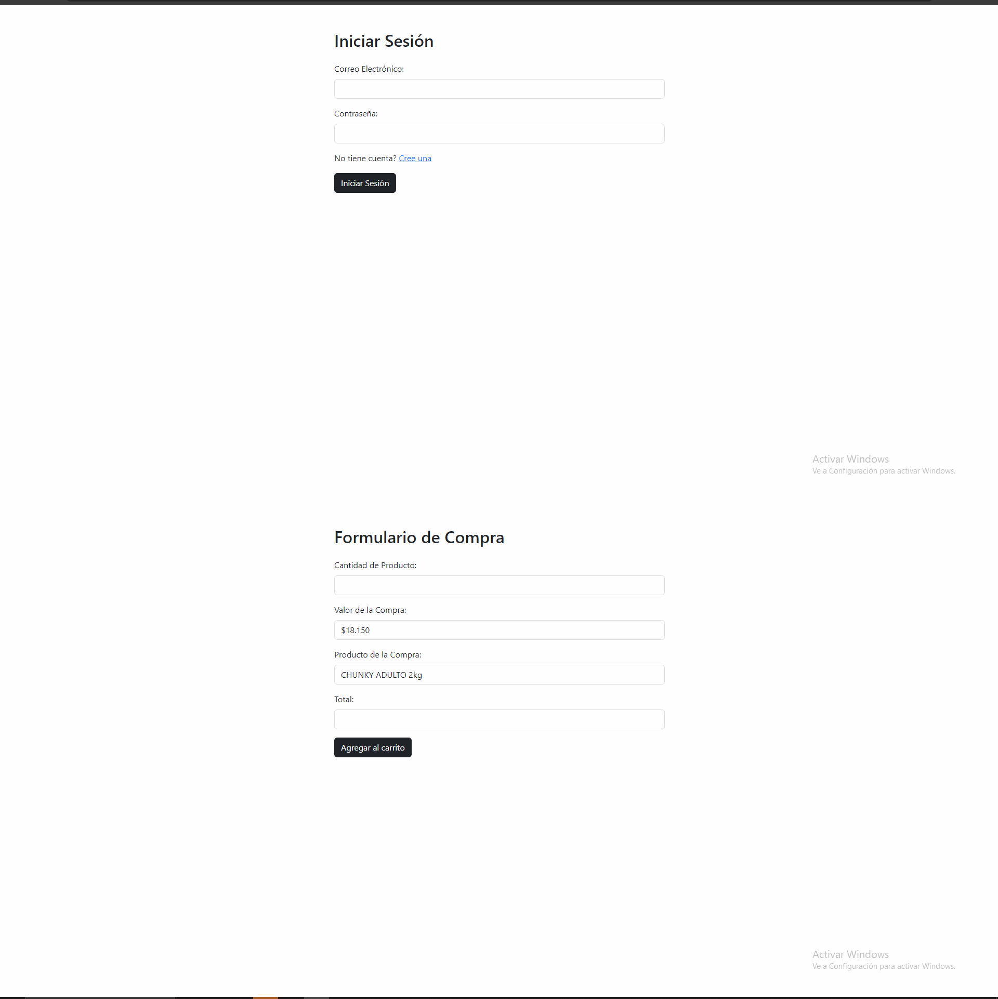 Iniciar Sesión
Correo Electrónico:
Contraseña:
No tiene cuenta? Cree una
Iniciar Sesión
Activar Windows
Ve a Configuración para activar Windows.
Formulario de Compra
Cantidad de Producto:
Valor de la Compra:
$18.150
Producto de la Compra:
CHUNKY ADULTO 2kg
Total:
Agregar al carrito
Activar Windows
Ve a Configuración para activar Windows.